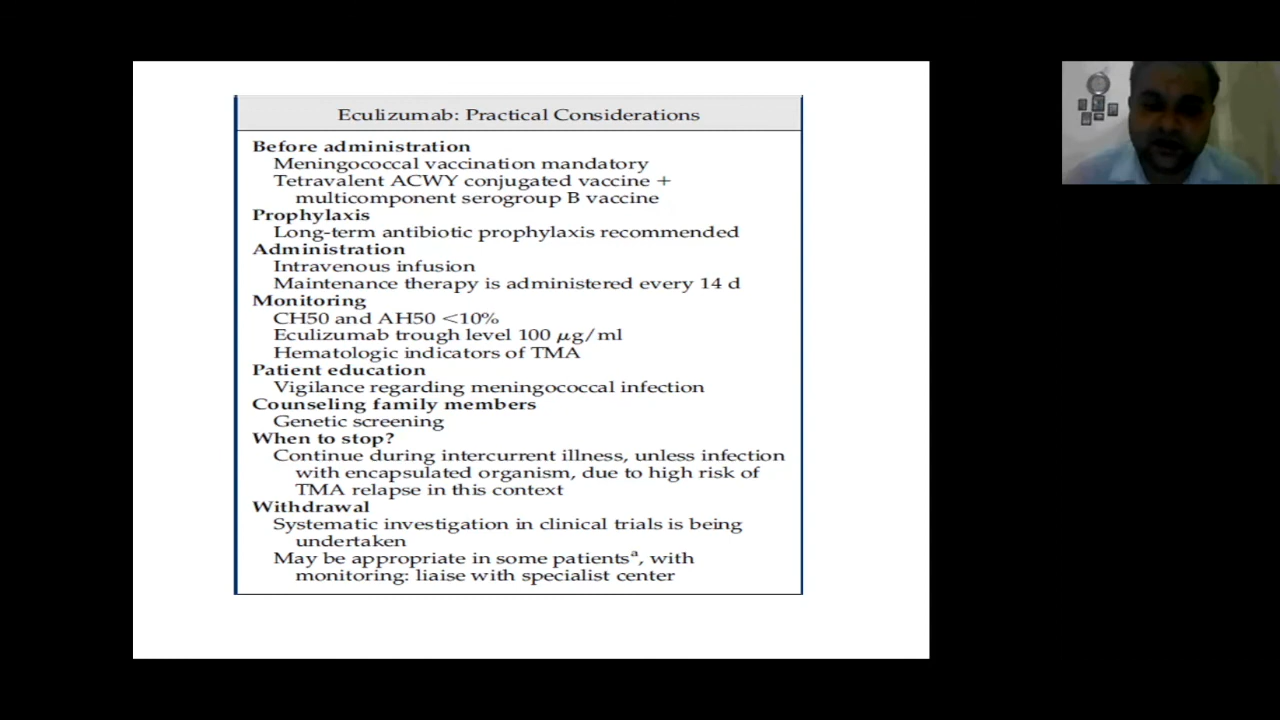 Eculizumab: Practical Considerations
Before administration
Meningococcal vaccination mandatory
Tetravalent ACWY conjugated vaccine +
multicomponent serogroup B vaccine
Prophylaxis
Long-term antibiotic prophylaxis recommended
Administration
Intravenous infusion
Maintenance therapy is administered every 14 d
Monitoring
CH50 and AH50 <10%
Eculizumab trough level 100 μg/ml
Hematologic indicators of TMA
Patient education
Vigilance regarding meningococcal infection
Counseling family members
Genetic screening
When to stop?
Continue during intercurrent illness, unless infection
with encapsulated organism, due to high risk of
TMA relapse in this context
Withdrawal
Systematic investigation in clinical trials is being
undertaken
May be appropriate in some patientsᵃ, with
monitoring: liaise with specialist center